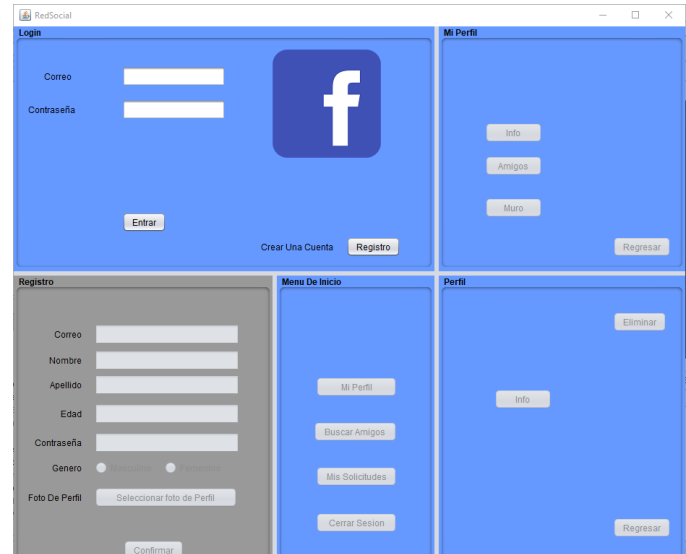 RedSocial
Login
Correo
Contraseña
f
Entrar
Crear Una Cuenta Registro
Mi Perfil
Info
Amigos
Muro
Regresar
Registro
Correo
Nombre
Apellido
Edad
Contraseña
Genero Masculino Femenino
Foto De Perfil Seleccionar foto de Perfil
Confirmar
Menu De Inicio
Mi Perfil
Buscar Amigos
Mis Solicitudes
Cerrar Sesion
Perfil
Eliminar
Info
Regresar